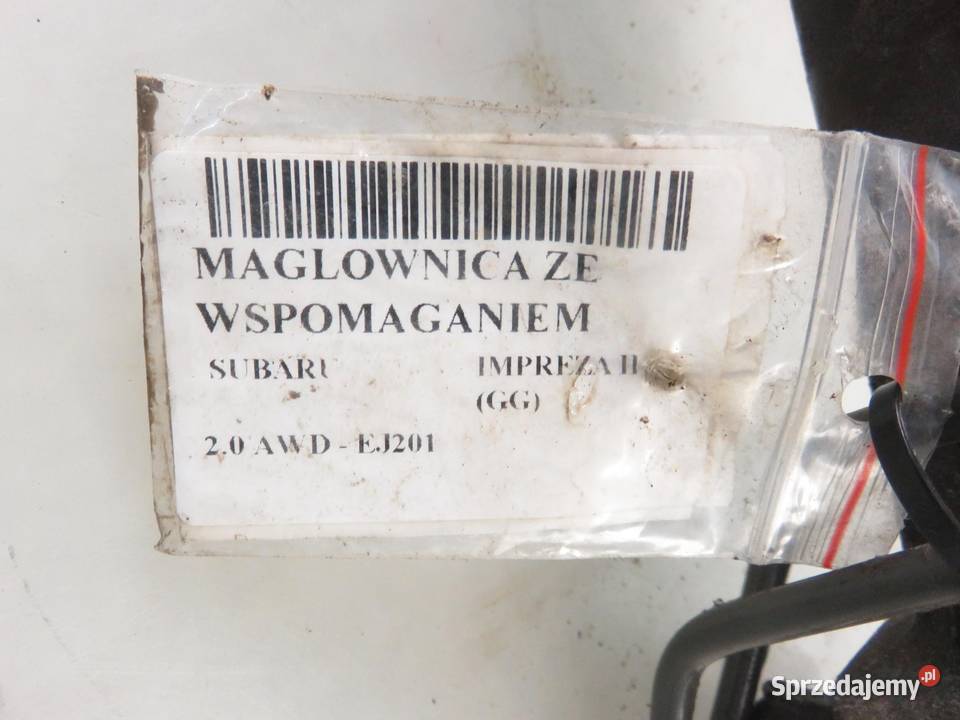 MAGLOWNICA ZE
WSPOMAGANIEM
SUBARU IMPREZA II
(GG)
2.0 AWD - EJ201
Sprzedajemy.pl